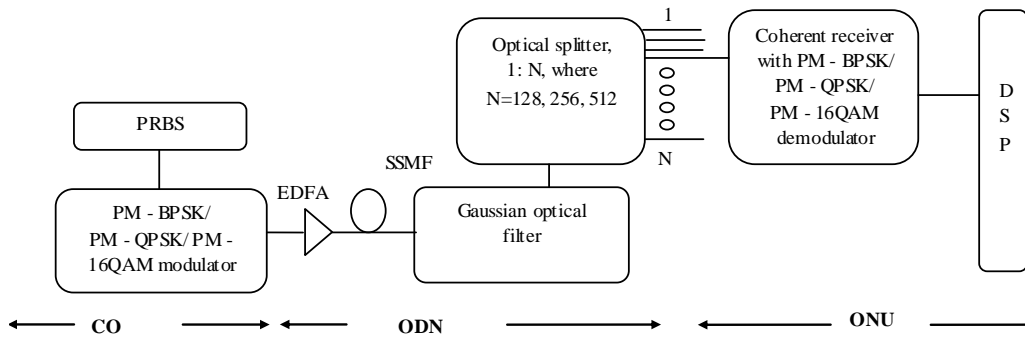 PRBS
PM - BPSK/
PM - QPSK/ PM -
16QAM modulator
EDFA
SSMF
Gaussian optical
filter
Optical splitter,
1: N, where
N=128, 256, 512
1
N
Coherent receiver
with PM - BPSK/
PM - QPSK/
PM - 16QAM
demodulator
D
S
P
CO
ODN
ONU